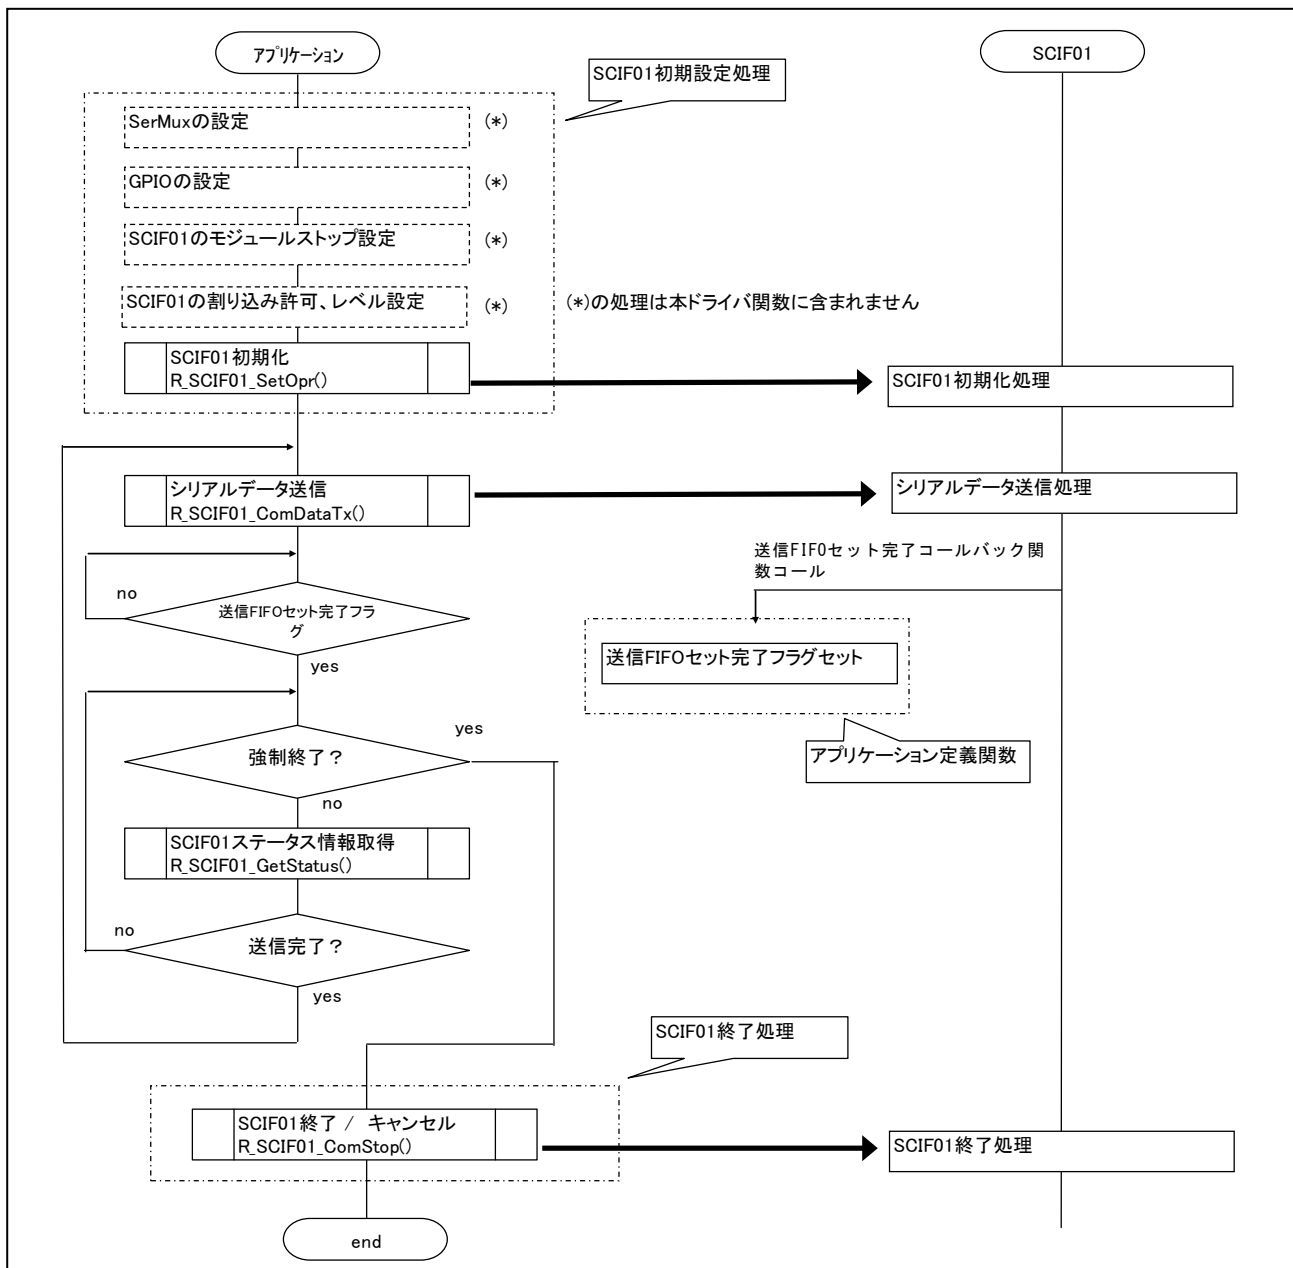 アプリケーション
SCIF01
SCIF01初期設定処理
SerMuxの設定
(*)
GPIOの設定
(*)
SCIF01のモジュールストップ設定
(*)
SCIF01の割り込み許可、レベル設定
(*)
(*)の処理は本ドライバ関数に含まれません
SCIF01初期化
R_SCIF01_SetOpr()
SCIF01初期化処理
シリアルデータ送信
R_SCIF01_ComDataTx()
シリアルデータ送信処理
送信FIFOセット完了コールバック関
数コール
no
送信FIFOセット完了フラ
グ
yes
送信FIFOセット完了フラグセット
アプリケーション定義関数
強制終了？
yes
no
SCIF01ステータス情報取得
R_SCIF01_GetStatus()
no
送信完了？
yes
SCIF01終了処理
SCIF01終了 / キャンセル
R_SCIF01_ComStop()
SCIF01終了処理
end